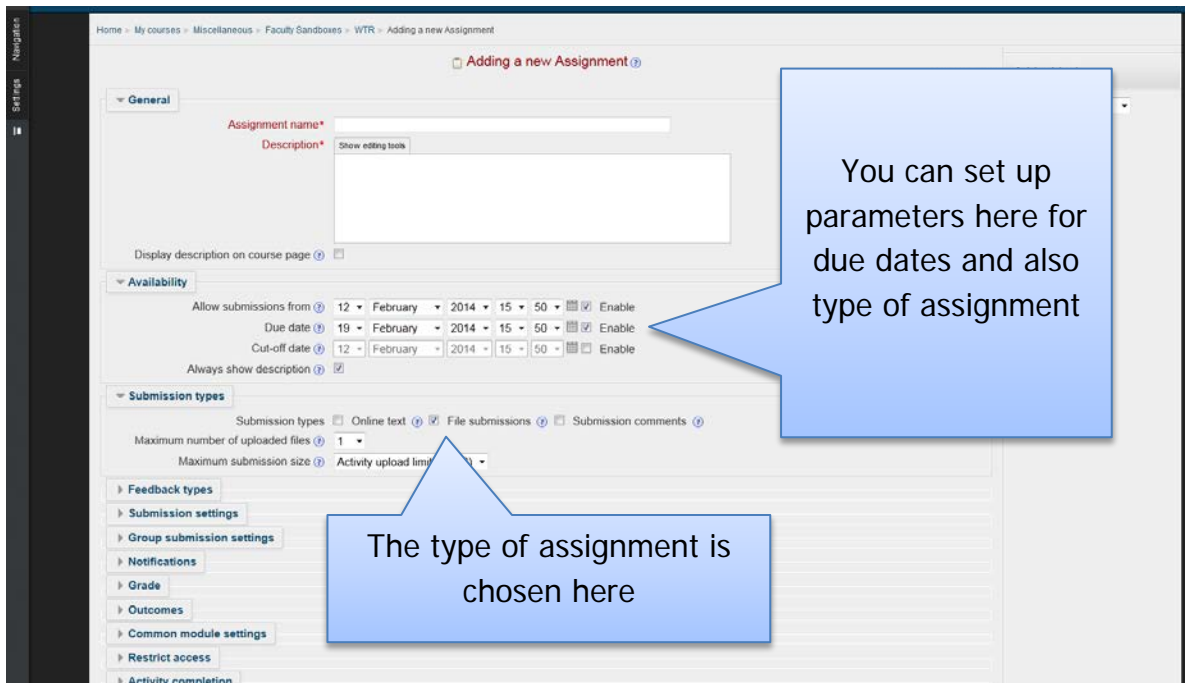 Navigation
Settings
Home ▹ My courses ▹ Miscellaneous ▹ Faculty Sandboxes ▹ WTR ▹ Adding a new Assignment
Adding a new Assignment
General
Assignment name*
Description*
Show editing tools
Display description on course page
Availability
Allow submissions from 12 February 2014 15 50 Enable
Due date 19 February 2014 15 50 Enable
Cut-off date 12 February 2014 15 50 Enable
Always show description
Submission types
Submission types Online text File submissions Submission comments
Maximum number of uploaded files 1
Maximum submission size Activity upload
Feedback types
Submission settings
Group submission settings
Notifications
Grade
Outcomes
Common module settings
Restrict access
Activity completion
You can set up
parameters here for
due dates and also
type of assignment
The type of assignment is
chosen here